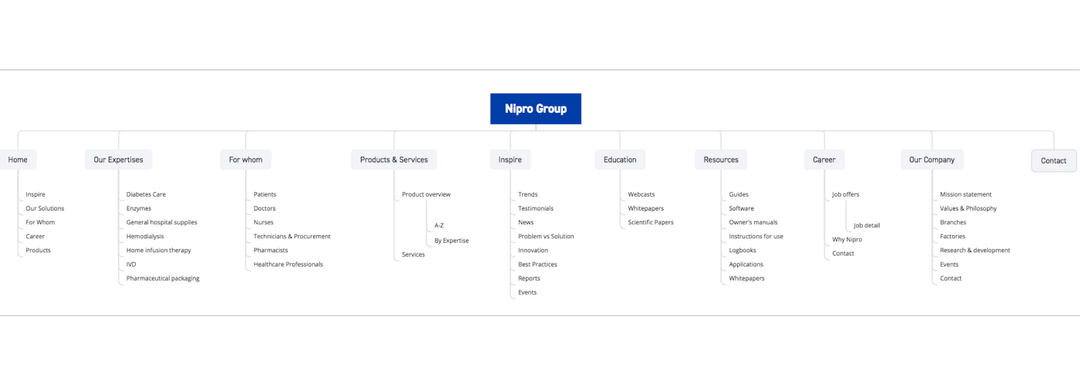 Nipro Group
Home
Inspire
Our Solutions
For Whom
Career
Products
Our Expertises
Diabetes Care
Enzymes
General hospital supplies
Hemodialysis
Home infusion therapy
IVD
Pharmaceutical packaging
For whom
Patients
Doctors
Nurses
Technicians & Procurement
Pharmacists
Healthcare Professionals
Products & Services
Product overview
A-Z
By Expertise
Services
Inspire
Trends
Testimonials
News
Problem vs Solution
Innovation
Best Practices
Reports
Events
Education
Webcasts
Whitepapers
Scientific Papers
Resources
Guides
Software
Owner's manuals
Instructions for use
Logbooks
Applications
Whitepapers
Career
Job offers
Job detail
Why Nipro
Contact
Our Company
Mission statement
Values & Philosophy
Branches
Factories
Research & development
Events
Contact
Contact